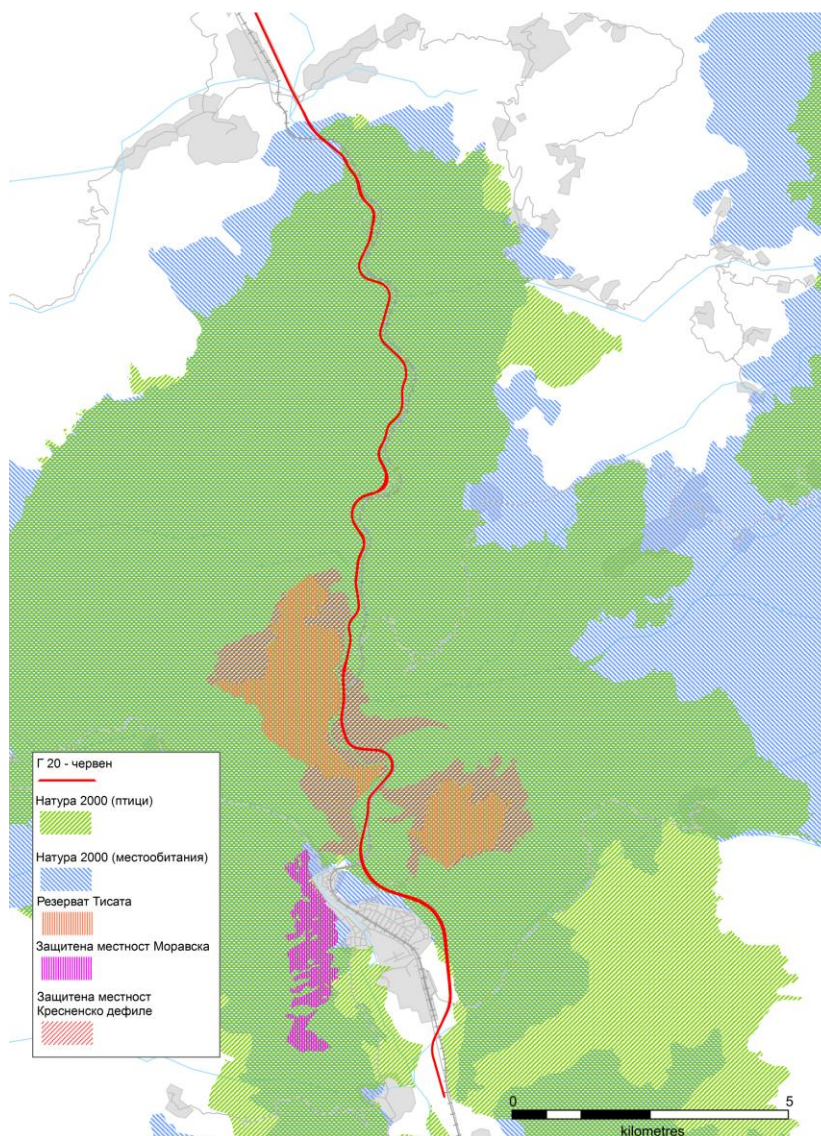 Г 20 - червен
Натура 2000 (птици)
Натура 2000 (местообитания)
Резерват Тисата
Защитена местност Моравска
Защитена местност
Кресненско дефиле
0 5
kilometres